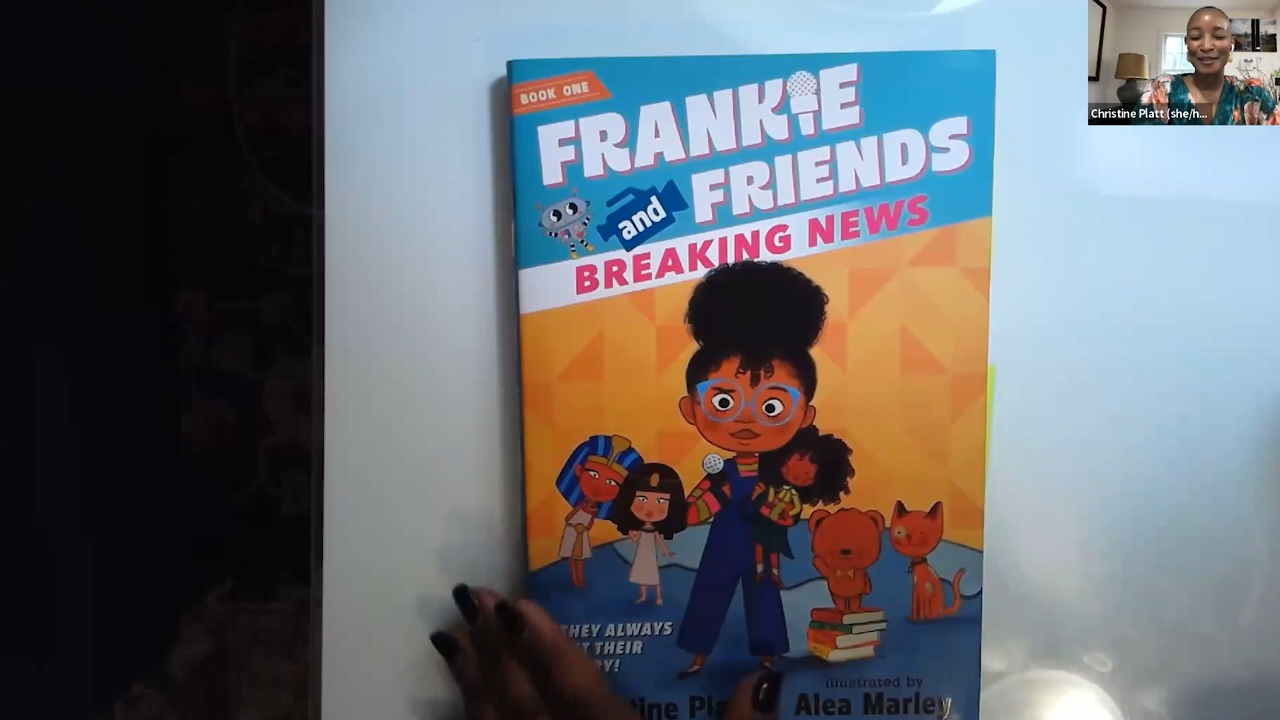 BOOK ONE
FRANKIE
and FRIENDS
BREAKING NEWS
THEY ALWAYS
THEIR
Alea Marley
illustrated by
Christine Platt (she/h...